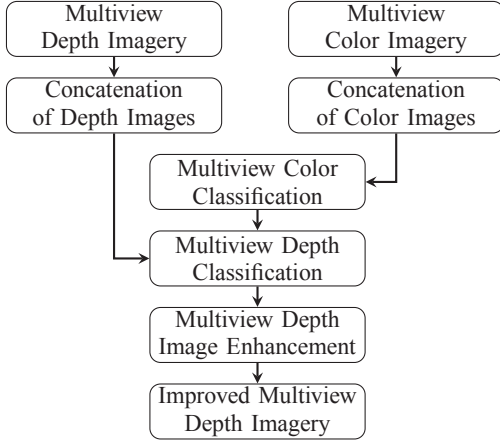 Multiview
Depth Imagery
Multiview
Color Imagery
Concatenation
of Depth Images
Concatenation
of Color Images
Multiview Color
Classification
Multiview Depth
Classification
Multiview Depth
Image Enhancement
Improved Multiview
Depth Imagery